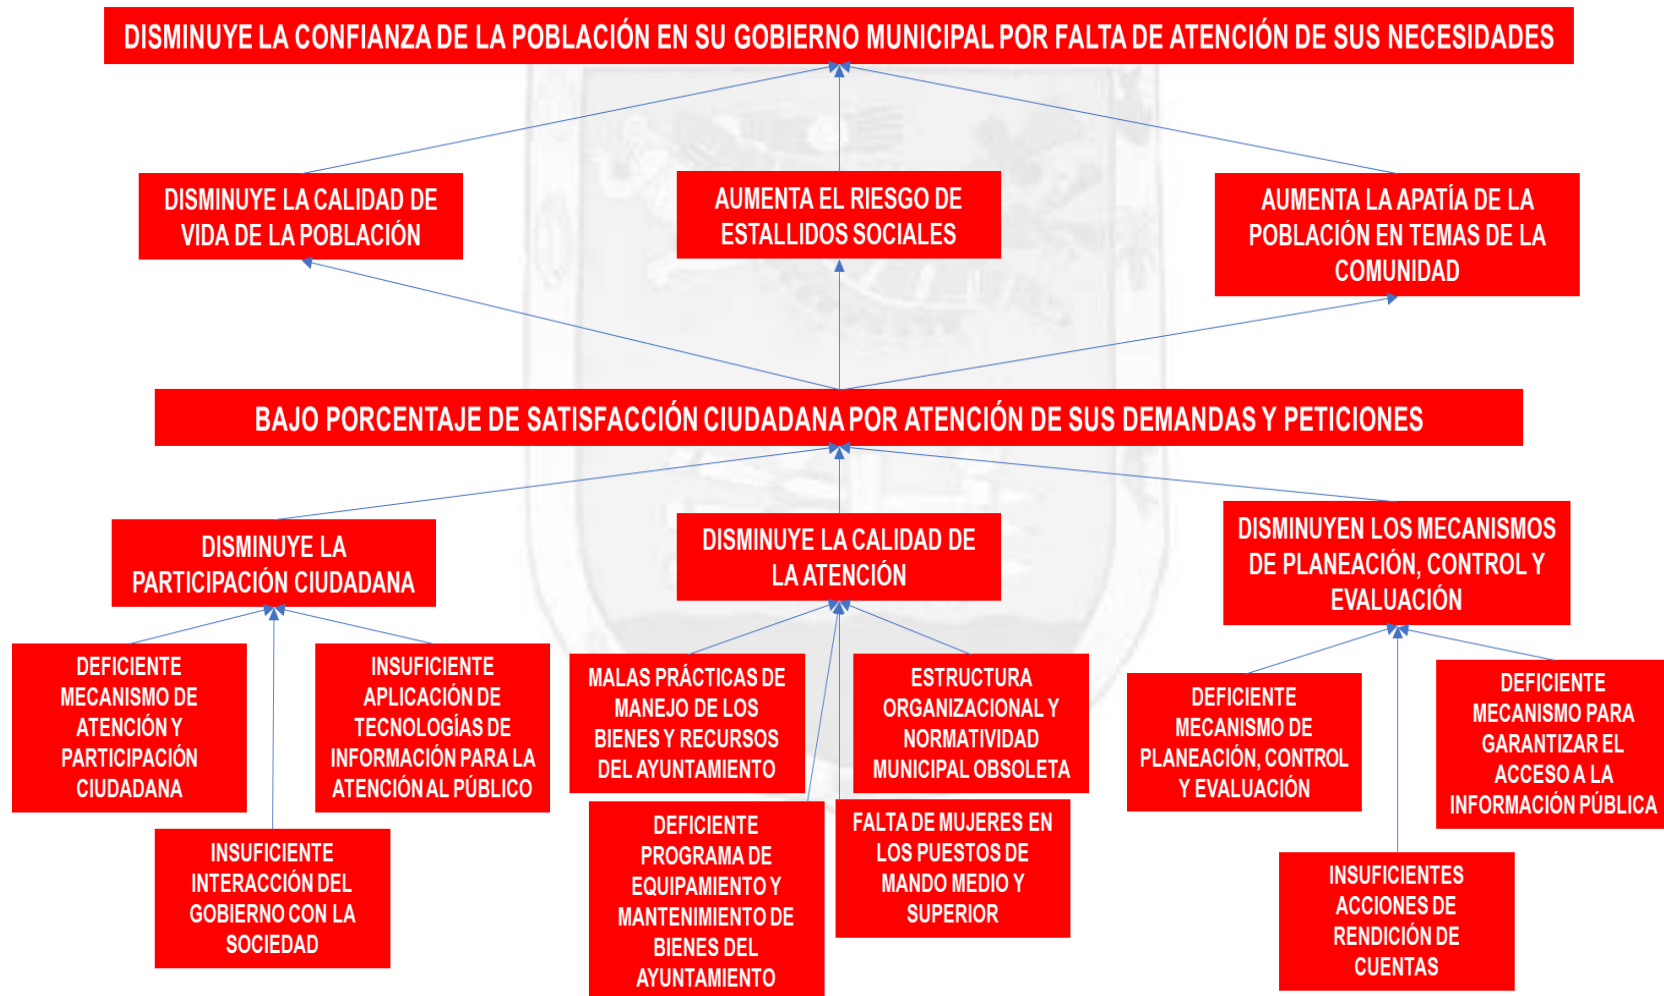 DISMINUYE LA CONFIANZA DE LA POBLACIÓN EN SU GOBIERNO MUNICIPAL POR FALTA DE ATENCIÓN DE SUS NECESIDADES
DISMINUYE LA CALIDAD DE
VIDA DE LA POBLACIÓN
AUMENTA EL RIESGO DE
ESTALLIDOS SOCIALES
AUMENTA LA APATÍA DE LA
POBLACIÓN EN TEMAS DE LA
COMUNIDAD
BAJO PORCENTAJE DE SATISFACCIÓN CIUDADANA POR ATENCIÓN DE SUS DEMANDAS Y PETICIONES
DISMINUYE LA
PARTICIPACIÓN CIUDADANA
DISMINUYE LA CALIDAD DE
LA ATENCIÓN
DISMINUYEN LOS MECANISMOS
DE PLANEACIÓN, CONTROL Y
EVALUACIÓN
DEFICIENTE
MECANISMO DE
ATENCIÓN Y
PARTICIPACIÓN
CIUDADANA
INSUFICIENTE
APLICACIÓN DE
TECNOLOGÍAS DE
INFORMACIÓN PARA LA
ATENCIÓN AL PÚBLICO
INSUFICIENTE
INTERACCIÓN DEL
GOBIERNO CON LA
SOCIEDAD
MALAS PRÁCTICAS DE
MANEJO DE LOS
BIENES Y RECURSOS
DEL AYUNTAMIENTO
ESTRUCTURA
ORGANIZACIONAL Y
NORMATIVIDAD
MUNICIPAL OBSOLETA
DEFICIENTE
PROGRAMA DE
EQUIPAMIENTO Y
MANTENIMIENTO DE
BIENES DEL
AYUNTAMIENTO
FALTA DE MUJERES EN
LOS PUESTOS DE
MANDO MEDIO Y
SUPERIOR
DEFICIENTE
MECANISMO DE
PLANEACIÓN, CONTROL
Y EVALUACIÓN
DEFICIENTE
MECANISMO PARA
GARANTIZAR EL
ACCESO A LA
INFORMACIÓN PÚBLICA
INSUFICIENTES
ACCIONES DE
RENDICIÓN DE
CUENTAS